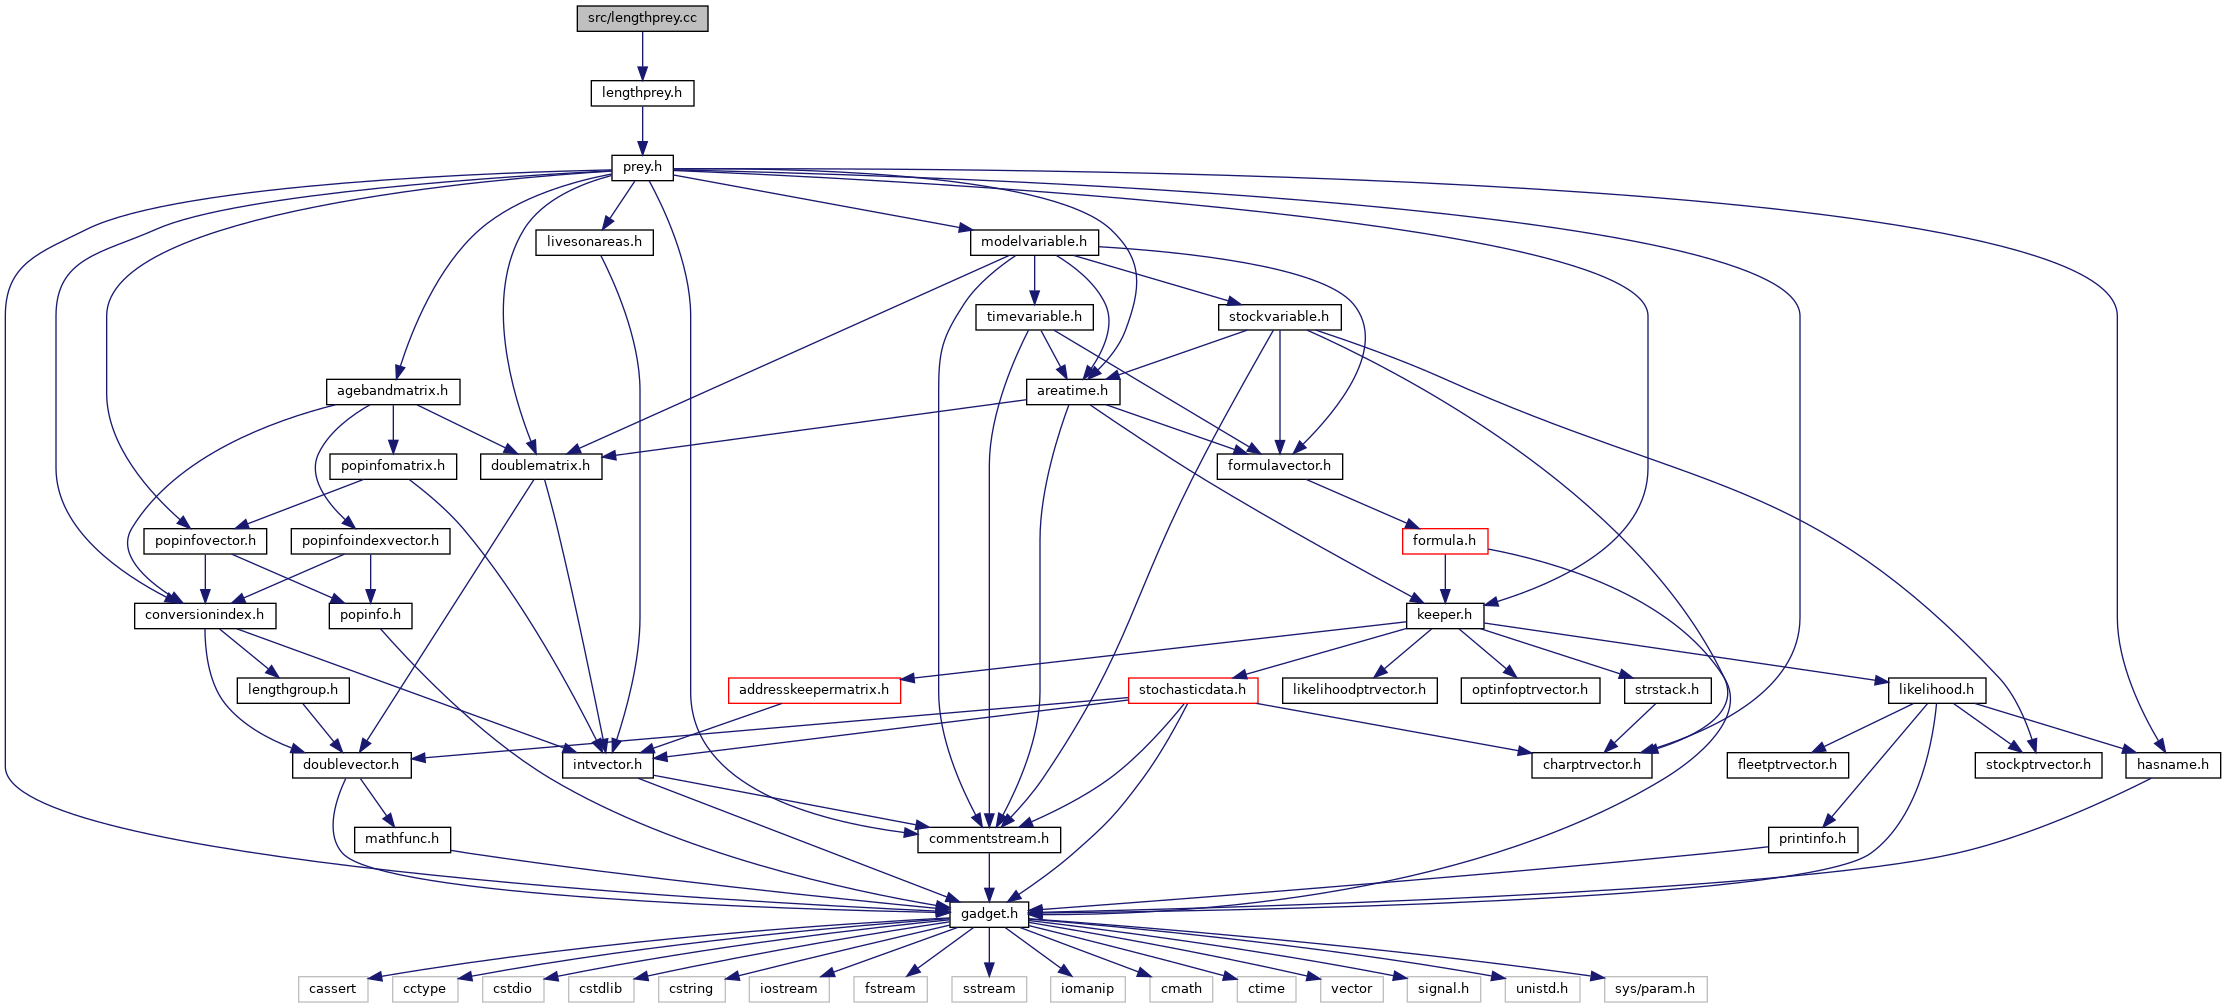 src/lengthprey.cc
lengthprey.h
prey.h
livesonareas.h
modelvariable.h
timevariable.h
stockvariable.h
agebandmatrix.h
areatime.h
popinfomatrix.h
doublematrix.h
formulavector.h
popinfovector.h
popinfoindexvector.h
formula.h
conversionindex.h
popinfo.h
keeper.h
lengthgroup.h
addresskeepermatrix.h
stochasticdata.h
likelihoodptrvector.h
optinfoptrvector.h
strstack.h
likelihood.h
doublevector.h
intvector.h
charptrvector.h
fleetptrvector.h
stockptrvector.h
hasname.h
mathfunc.h
commentstream.h
printinfo.h
gadget.h
cassert
cctype
cstdio
cstdlib
cstring
iostream
fstream
sstream
iomanip
cmath
ctime
vector
signal.h
unistd.h
sys/param.h